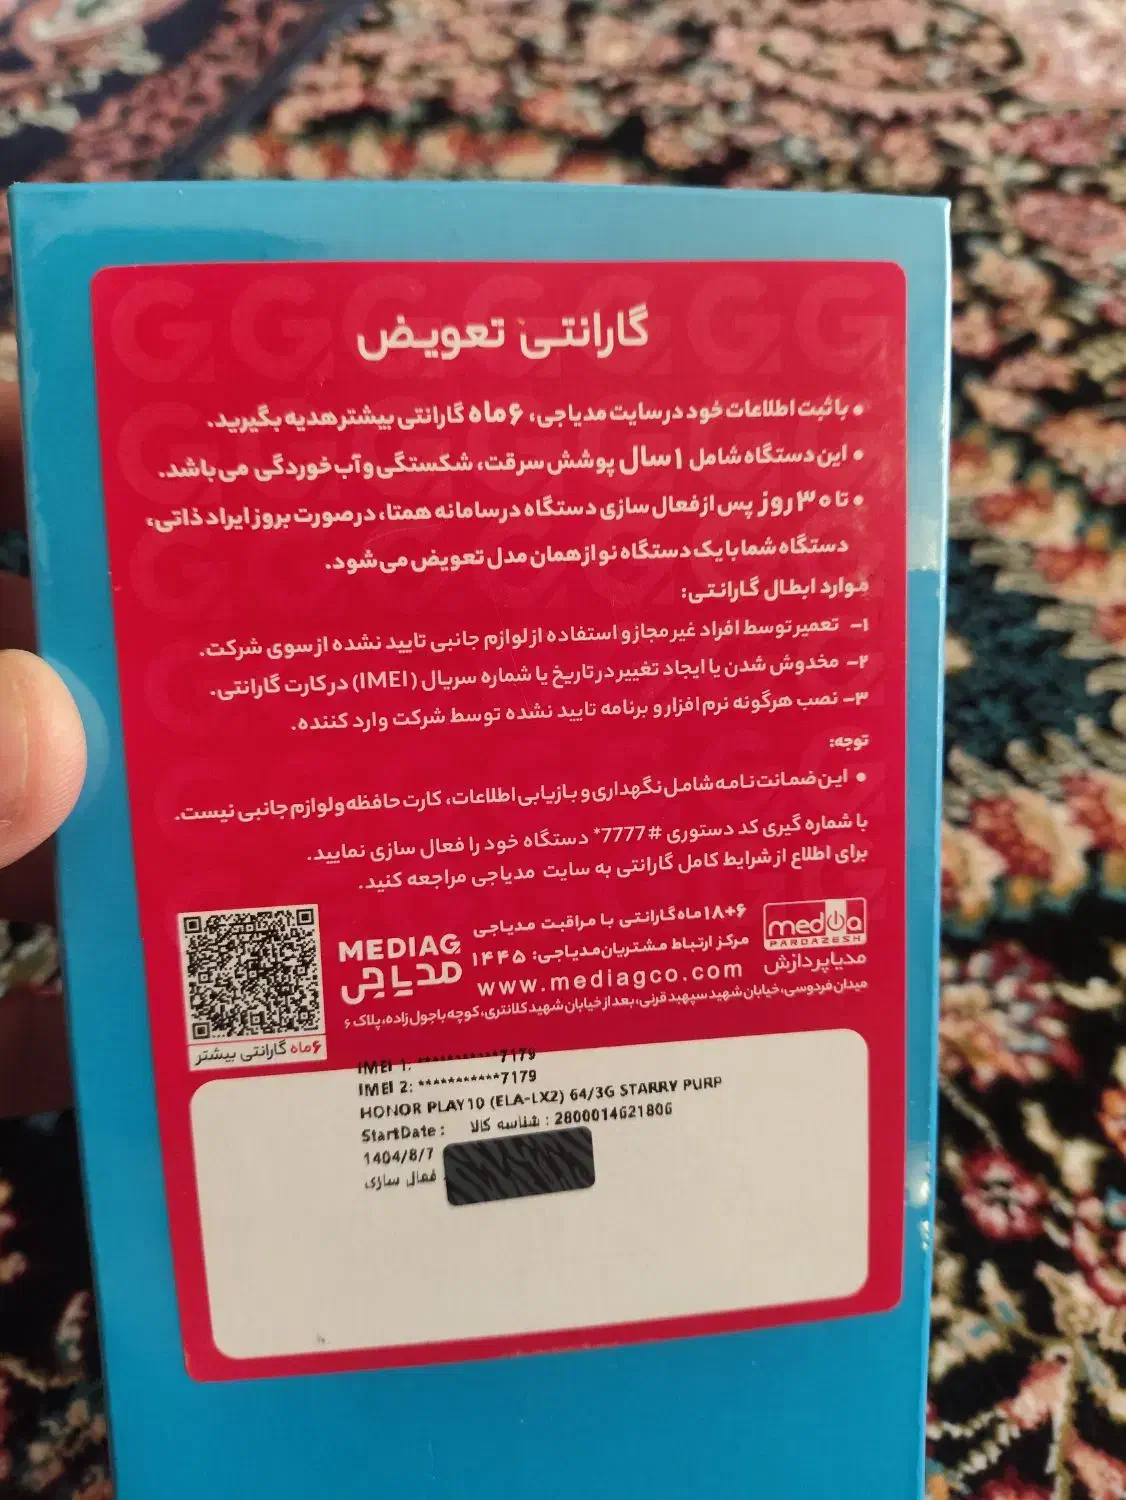 گارانتی تعویض
• با ثبت اطلاعات خود در سایت مدیاجی، ۶ ماه گارانتی بیشتر هدیه بگیرید.
• این دستگاه شامل ۱ سال پوشش سرقت، شکستگی و آب خوردگی می باشد.
• تا ۳۰ روز پس از فعال سازی دستگاه در سامانه همتا، در صورت بروز ایراد ذاتی،
دستگاه شما با یک دستگاه نو از همان مدل تعویض می شود.
موارد ابطال گارانتی:
۱- تعمیر توسط افراد غیر مجاز و استفاده از لوازم جانبی تایید نشده از سوی شرکت.
۲- مخدوش شدن یا ایجاد تغییر در تاریخ یا شماره سریال (IMEI) در کارت گارانتی.
۳- نصب هرگونه نرم افزار و برنامه تایید نشده توسط شرکت وارد کننده.
توجه:
• این ضمانت نامه شامل نگهداری و بازیابی اطلاعات، کارت حافظه و لوازم جانبی نیست.
با شماره گیری کد دستوری #7777* دستگاه خود را فعال سازی نمایید.
برای اطلاع از شرایط کامل گارانتی به سایت مدیاجی مراجعه کنید.
media
PARDAZESH
مدیا پردازش
۱۸+۶ ماه گارانتی با مراقبت مدیاجی
مرکز ارتباط مشتریان مدیاجی: ۱۴۴۵
www.mediagco.com
MEDIAG
مدیاجی
میدان فردوسی، خیابان شهید سپهبد قرنی، بعد از خیابان شهید کلانتری، کوچه باجول زاده، پلاک ۶
۶ ماه گارانتی بیشتر
IMEI 1: ***********7179
IMEI 2: ***********7179
HONOR PLAY10 (ELA-LX2) 64/3G STARRY PURP
StartDate : شناسه کالا : 2800014621806
1404/8/7
فعال سازی